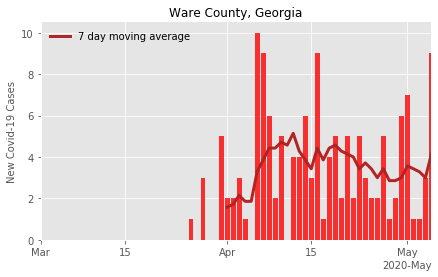 Ware County, Georgia
7 day moving average
New Covid-19 Cases
10
8
6
4
2
0
Mar
15
Apr
15
May
2020-May